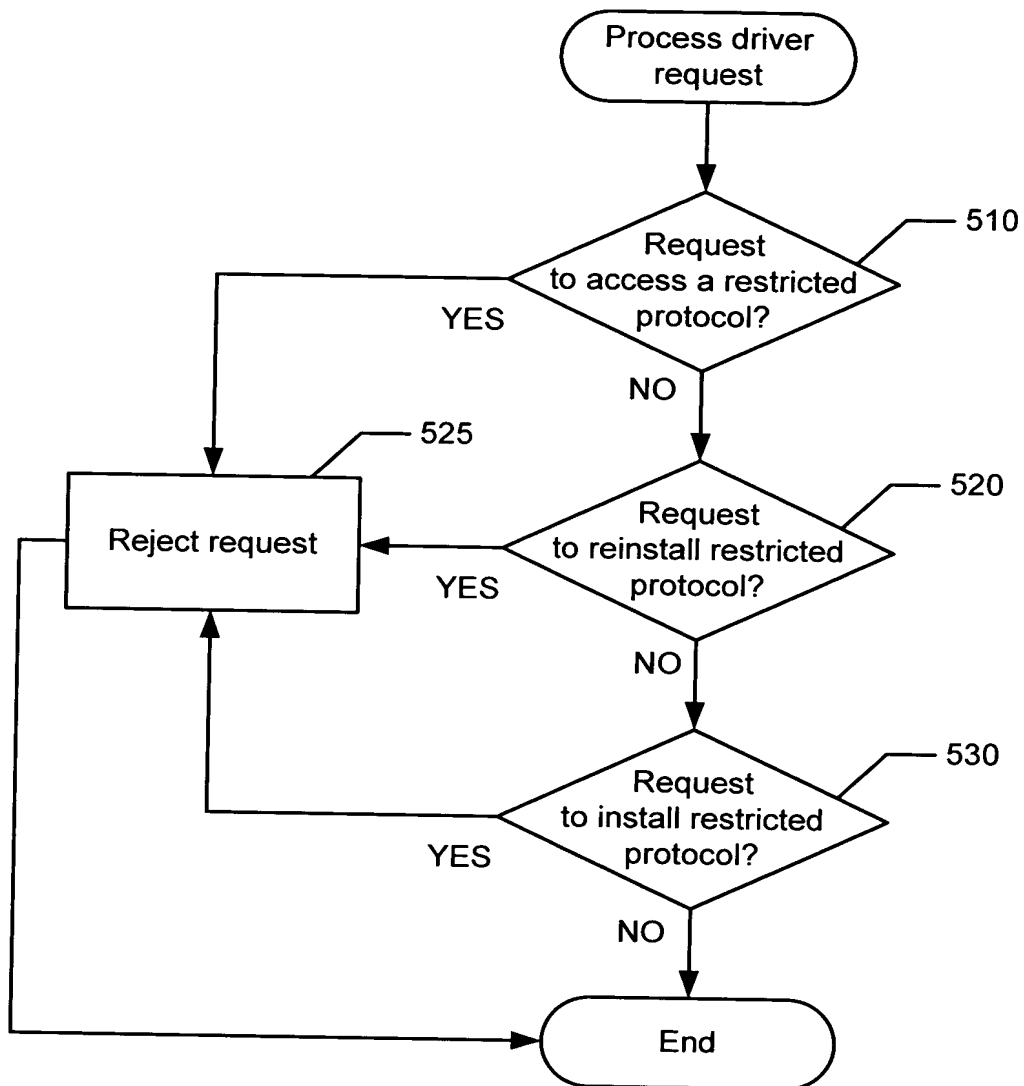 Process driver
request
510
Request
to access a restricted
protocol?
YES
NO
525
Reject request
520
Request
to reinstall restricted
protocol?
YES
NO
530
Request
to install restricted
protocol?
YES
NO
End